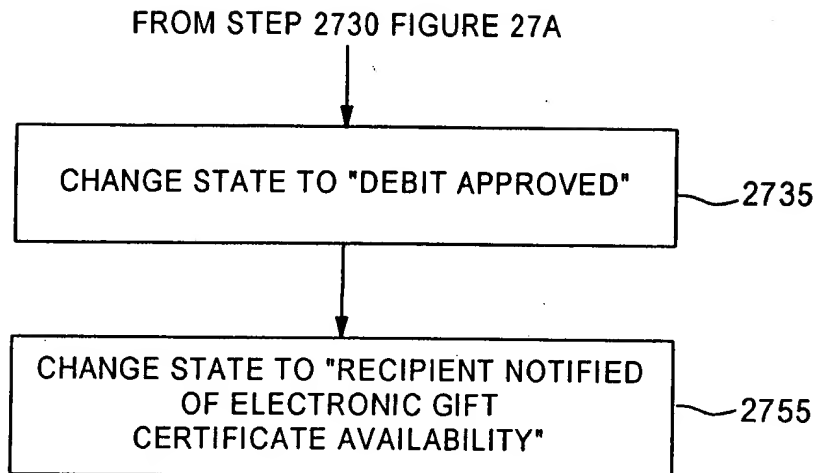 FROM STEP 2730 FIGURE 27A
CHANGE STATE TO "DEBIT APPROVED"
2735
CHANGE STATE TO "RECIPIENT NOTIFIED
OF ELECTRONIC GIFT
CERTIFICATE AVAILABILITY"
2755